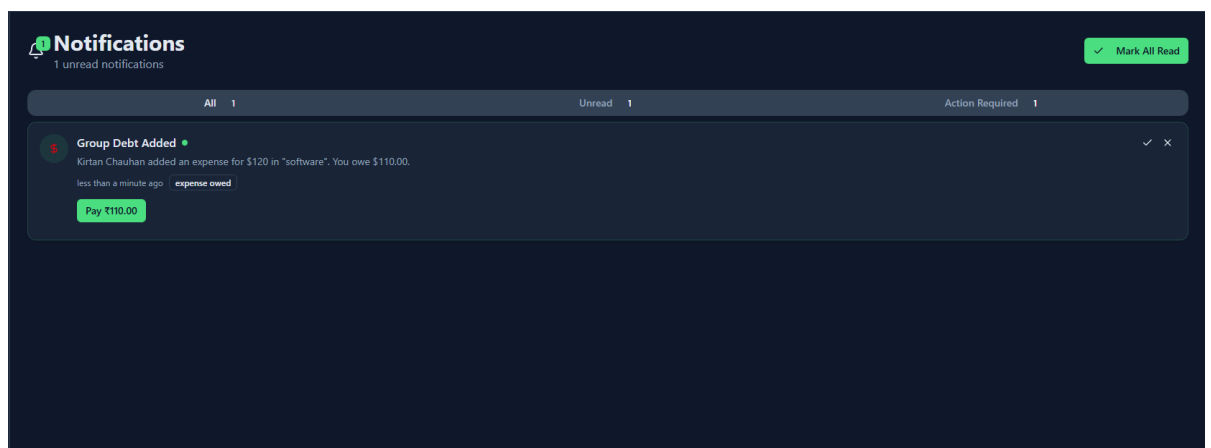 1 Notifications
1 unread notifications
✓ Mark All Read
All 1 Unread 1 Action Required 1
$ Group Debt Added
Kirtan Chauhan added an expense for $120 in "software". You owe $110.00.
less than a minute ago expense owed
Pay ₹110.00